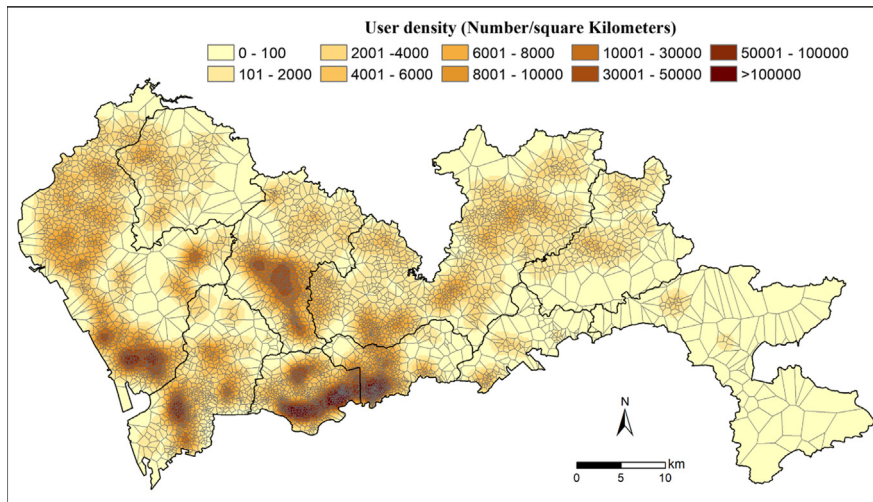 User density (Number/square Kilometers)
0 - 100 2001 -4000 6001 - 8000 10001 - 30000 50001 - 100000
101 - 2000 4001 - 6000 8001 - 10000 30001 - 50000 >100000
N
km
0 5 10